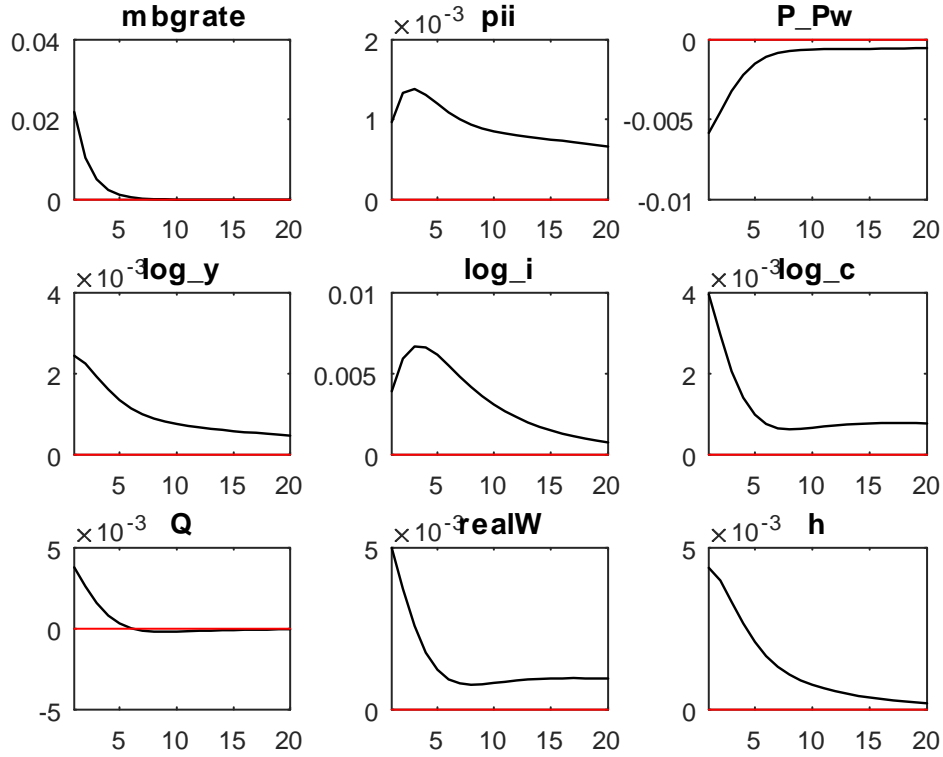 mbgrate
0.04
0.02
0
5 10 15 20
×10-3 pii
2
1
0
5 10 15 20
P_Pw
0
-0.005
-0.01
5 10 15 20
×10-3 log_y
4
2
0
5 10 15 20
log_i
0.01
0.005
0
5 10 15 20
×10-3 log_c
4
2
0
5 10 15 20
×10-3 Q
5
0
-5
5 10 15 20
×10-3 realW
5
0
5 10 15 20
×10-3 h
5
0
5 10 15 20